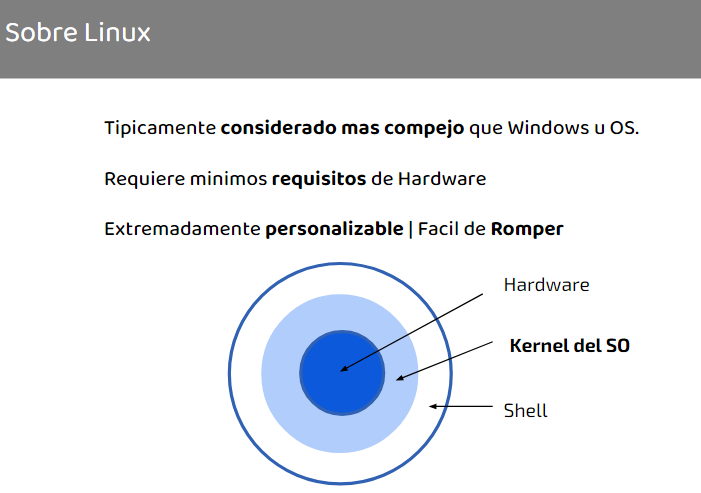 Sobre Linux
Tipicamente considerado mas compejo que Windows u OS.
Requiere minimos requisitos de Hardware
Extremadamente personalizable | Facil de Romper
Hardware
Kernel del SO
Shell